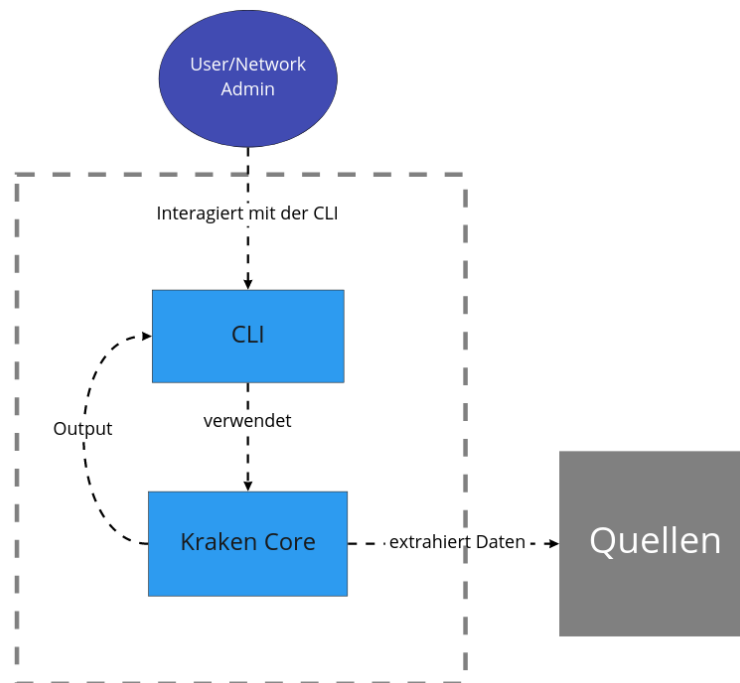 User/Network
Admin
Interagiert mit der CLI
CLI
verwendet
Output
Kraken Core
extrahiert Daten
Quellen